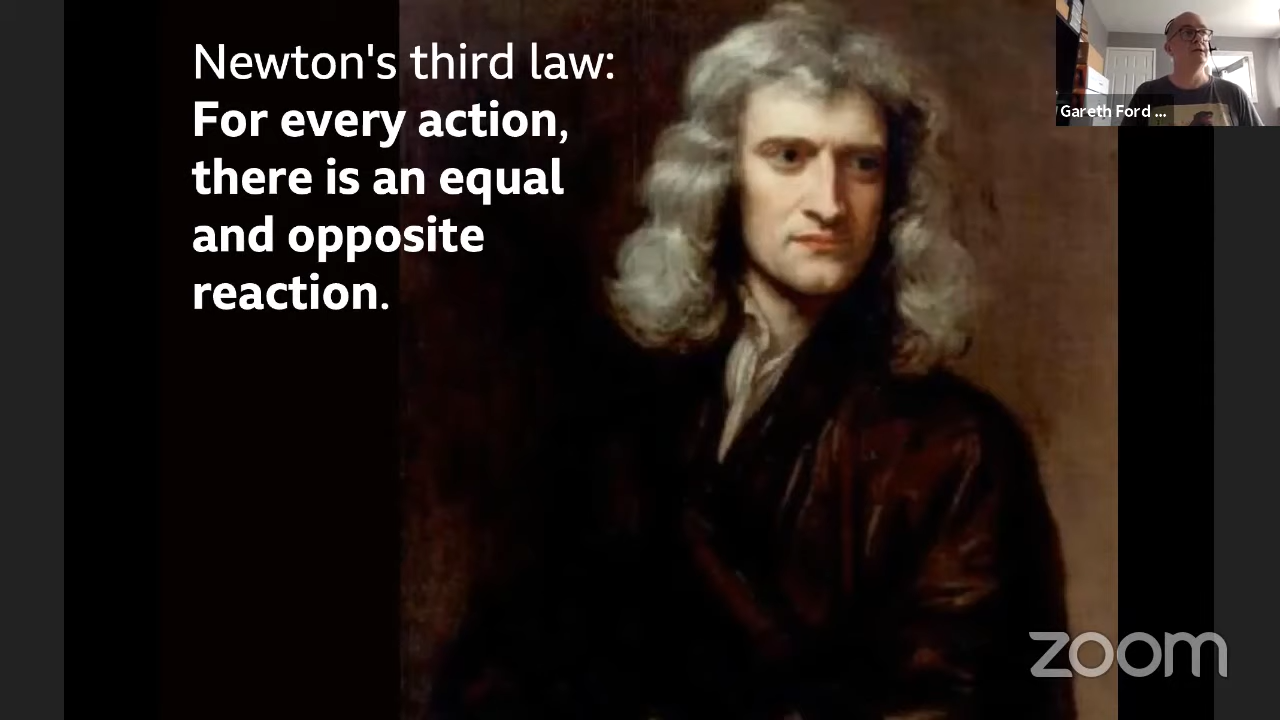 Newton's third law:
For every action,
there is an equal
and opposite
reaction.
Gareth Ford ...
zoom